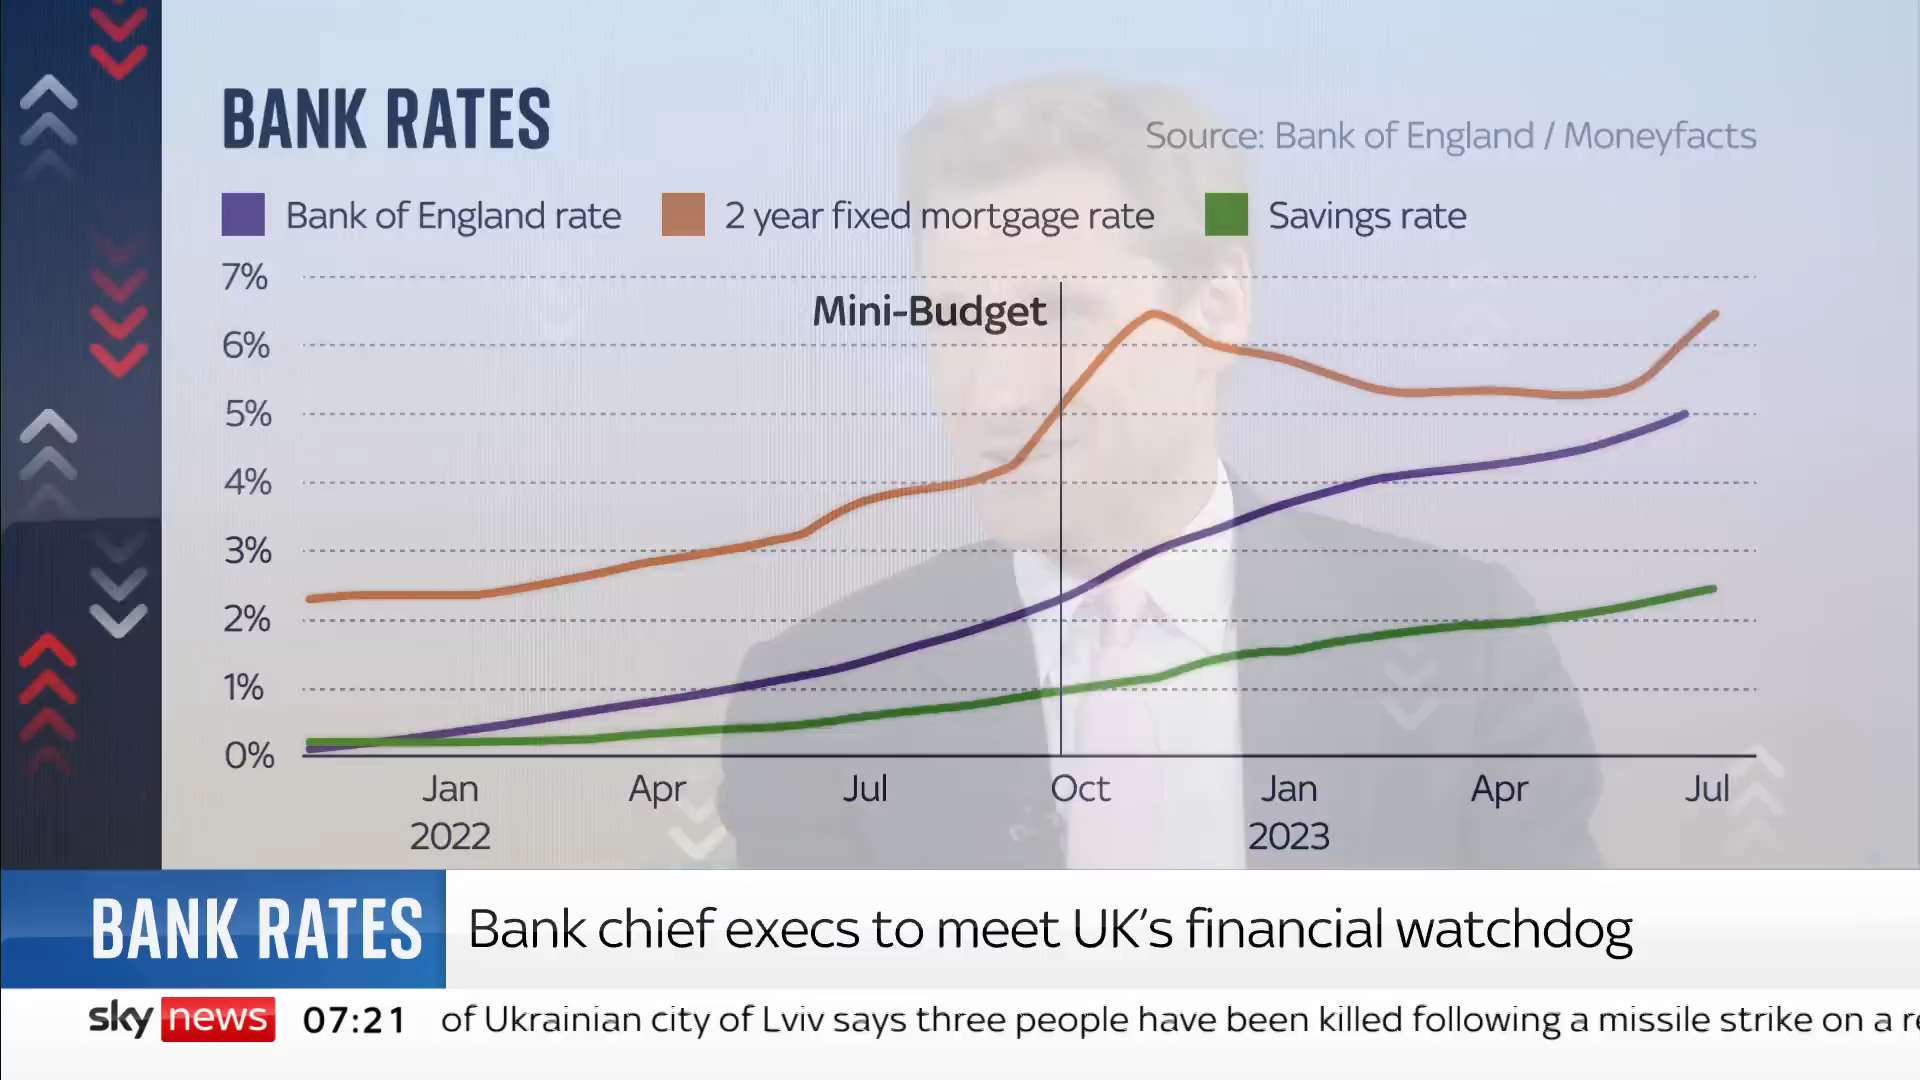 BANK RATES
Source: Bank of England / Moneyfacts
Bank of England rate
2 year fixed mortgage rate
Savings rate
7%
Mini-Budget
6%
5%
4%
3%
2%
1%
0%
Jan Apr Jul Oct Jan Apr Jul
2022 2023
BANK RATES
Bank chief execs to meet UK's financial watchdog
sky news 07:21 of Ukrainian city of Lviv says three people have been killed following a missile strike on a